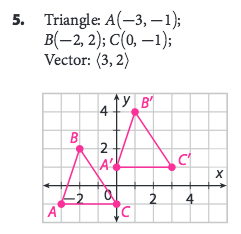 5. Triangle: A(−3, −1);
B(−2, 2); C(0, −1);
Vector: ⟨3, 2⟩
y
B′
4
B
2
A′
C′
x
−2
0
2
4
A
C